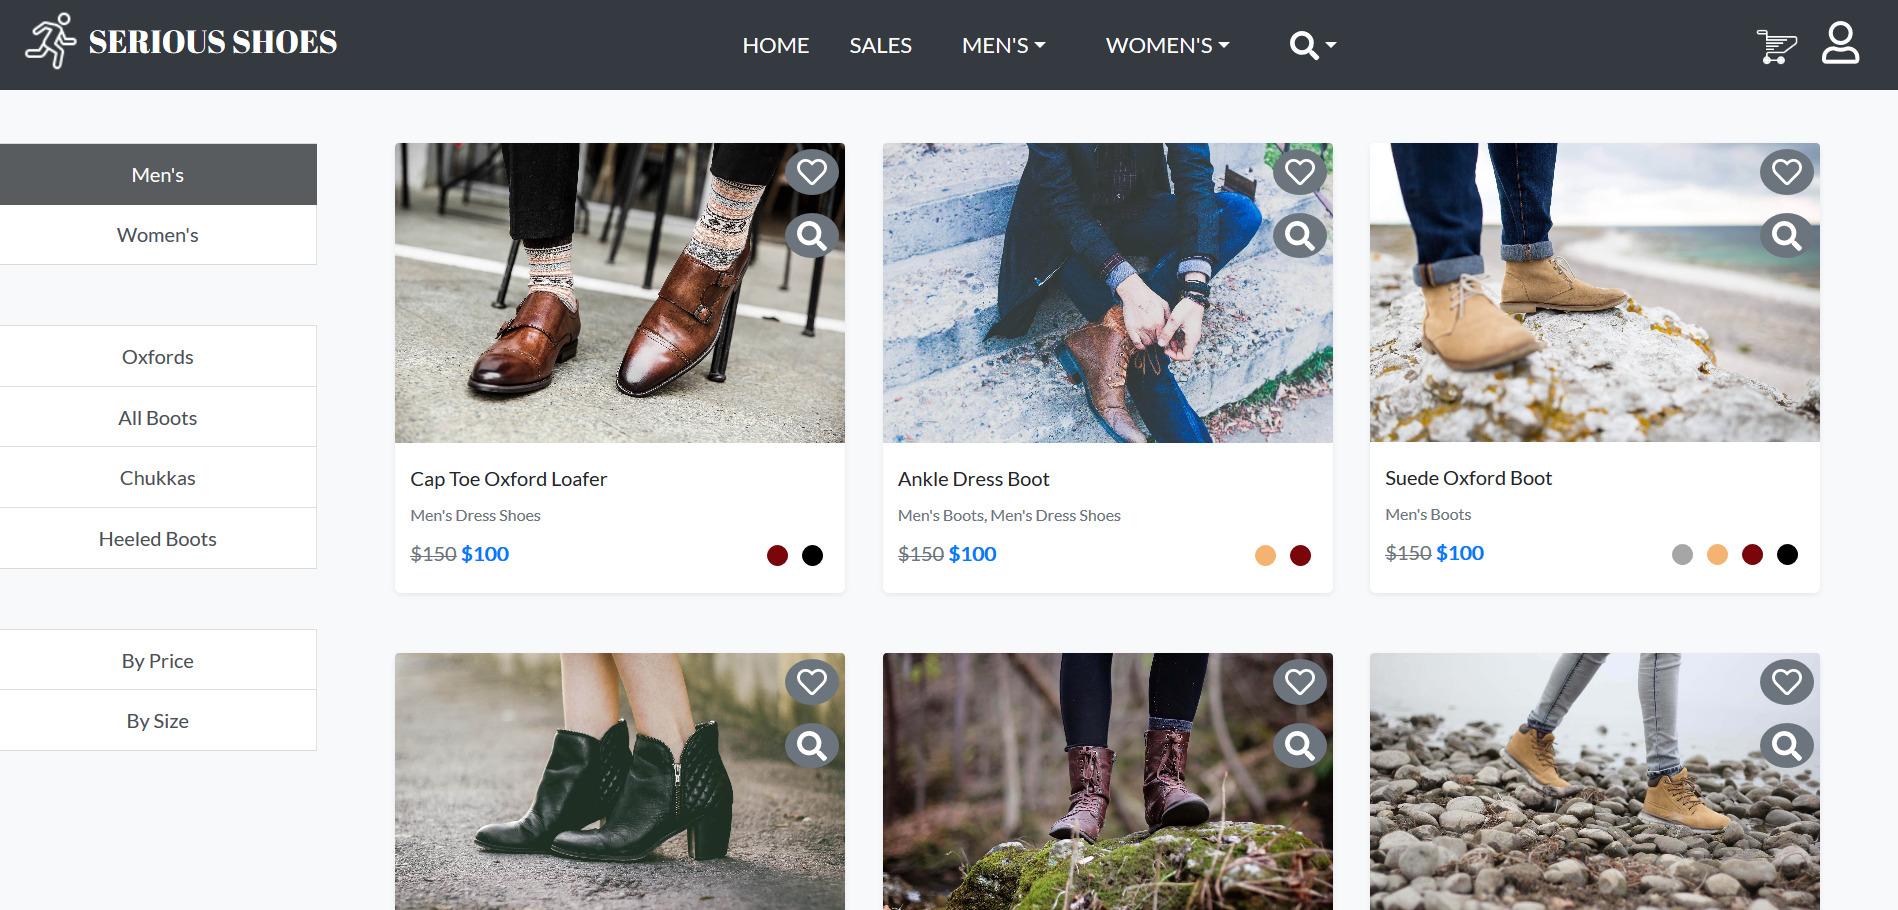 SERIOUS SHOES
HOME SALES MEN'S WOMEN'S
Men's
Women's
Oxfords
All Boots
Chukkas
Heeled Boots
By Price
By Size
Cap Toe Oxford Loafer
Men's Dress Shoes
$150 $100
Ankle Dress Boot
Men's Boots, Men's Dress Shoes
$150 $100
Suede Oxford Boot
Men's Boots
$150 $100